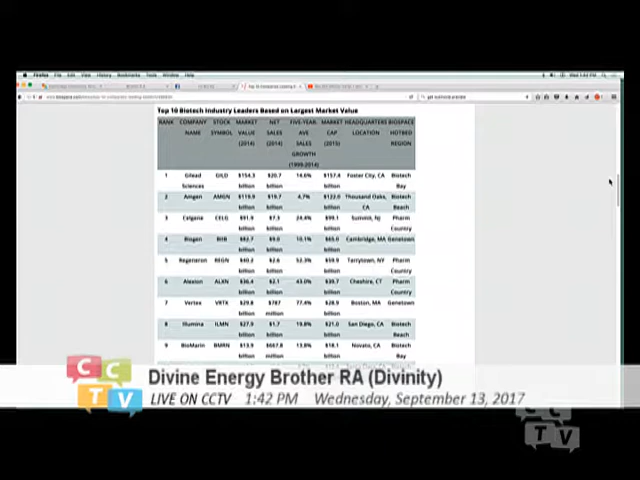 Firefox File Edit View History Bookmarks Tools Window Help
Top 10 Biotech Industry Leaders Based on Largest Market Value
RANK COMPANY NAME STOCK SYMBOL MARKET VALUE (2014) NET SALES (2014) FIVE-YEAR AVE SALES GROWTH (1999-2014) MARKET CAP (2015) HEADQUARTERS LOCATION BIOSPACE HOTBED REGION
1 Gilead Sciences GILD $154.3 billion $20.7 billion 14.6% $157.4 billion Foster City, CA Biotech Bay
2 Amgen AMGN $119.9 billion $19.7 billion 4.7% $122.0 billion Thousand Oaks, CA Biotech Beach
3 Celgene CELG $91.9 billion $7.5 billion 24.4% $99.1 billion Summit, NJ Pharm Country
4 Biogen BIIB $82.7 billion $9.0 billion 10.1% $65.0 billion Cambridge, MA Genetown
5 Regeneron REGN $40.2 billion $2.6 billion 52.3% $59.9 billion Tarrytown, NY Pharm Country
6 Alexion ALXN $36.4 billion $2.1 billion 43.0% $39.7 billion Cheshire, CT Pharm Country
7 Vertex VRTX $29.8 billion $787 million 77.4% $28.9 billion Boston, MA Genetown
8 Illumina ILMN $27.9 billion $1.7 billion 19.8% $21.0 billion San Diego, CA Biotech Beach
9 BioMarin BMRN $13.9 billion $667.8 million 13.8% $18.1 billion Novato, CA Biotech Bay
CCTV
Divine Energy Brother RA (Divinity)
LIVE ON CCTV 1:42 PM Wednesday, September 13, 2017
CCTV